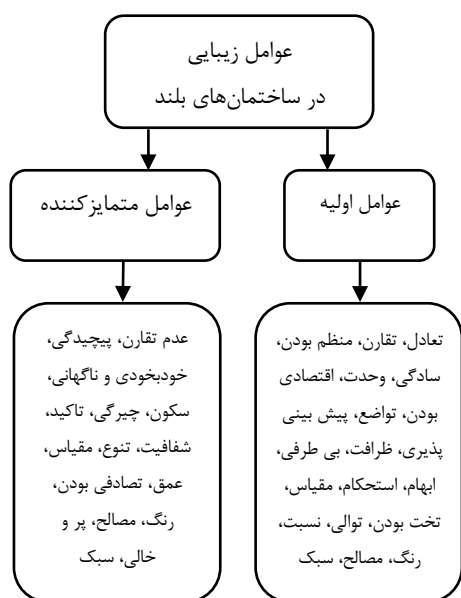 عوامل زیبایی
در ساختمان‌های بلند
عوامل اولیه
عوامل متمایزکننده
تعادل، تقارن، منظم بودن،
سادگی، وحدت، اقتصادی
بودن، تواضع، پیش بینی
پذیری، ظرافت، بی طرفی،
ابهام، استحکام، مقیاس،
تخت بودن، توالی، نسبت،
رنگ، مصالح، سبک
عدم تقارن، پیچیدگی،
خودبخودی و ناگهانی،
سکون، چیرگی، تاکید،
شفافیت، تنوع، مقیاس،
عمق، تصادفی بودن،
رنگ، مصالح، پر و
خالی، سبک